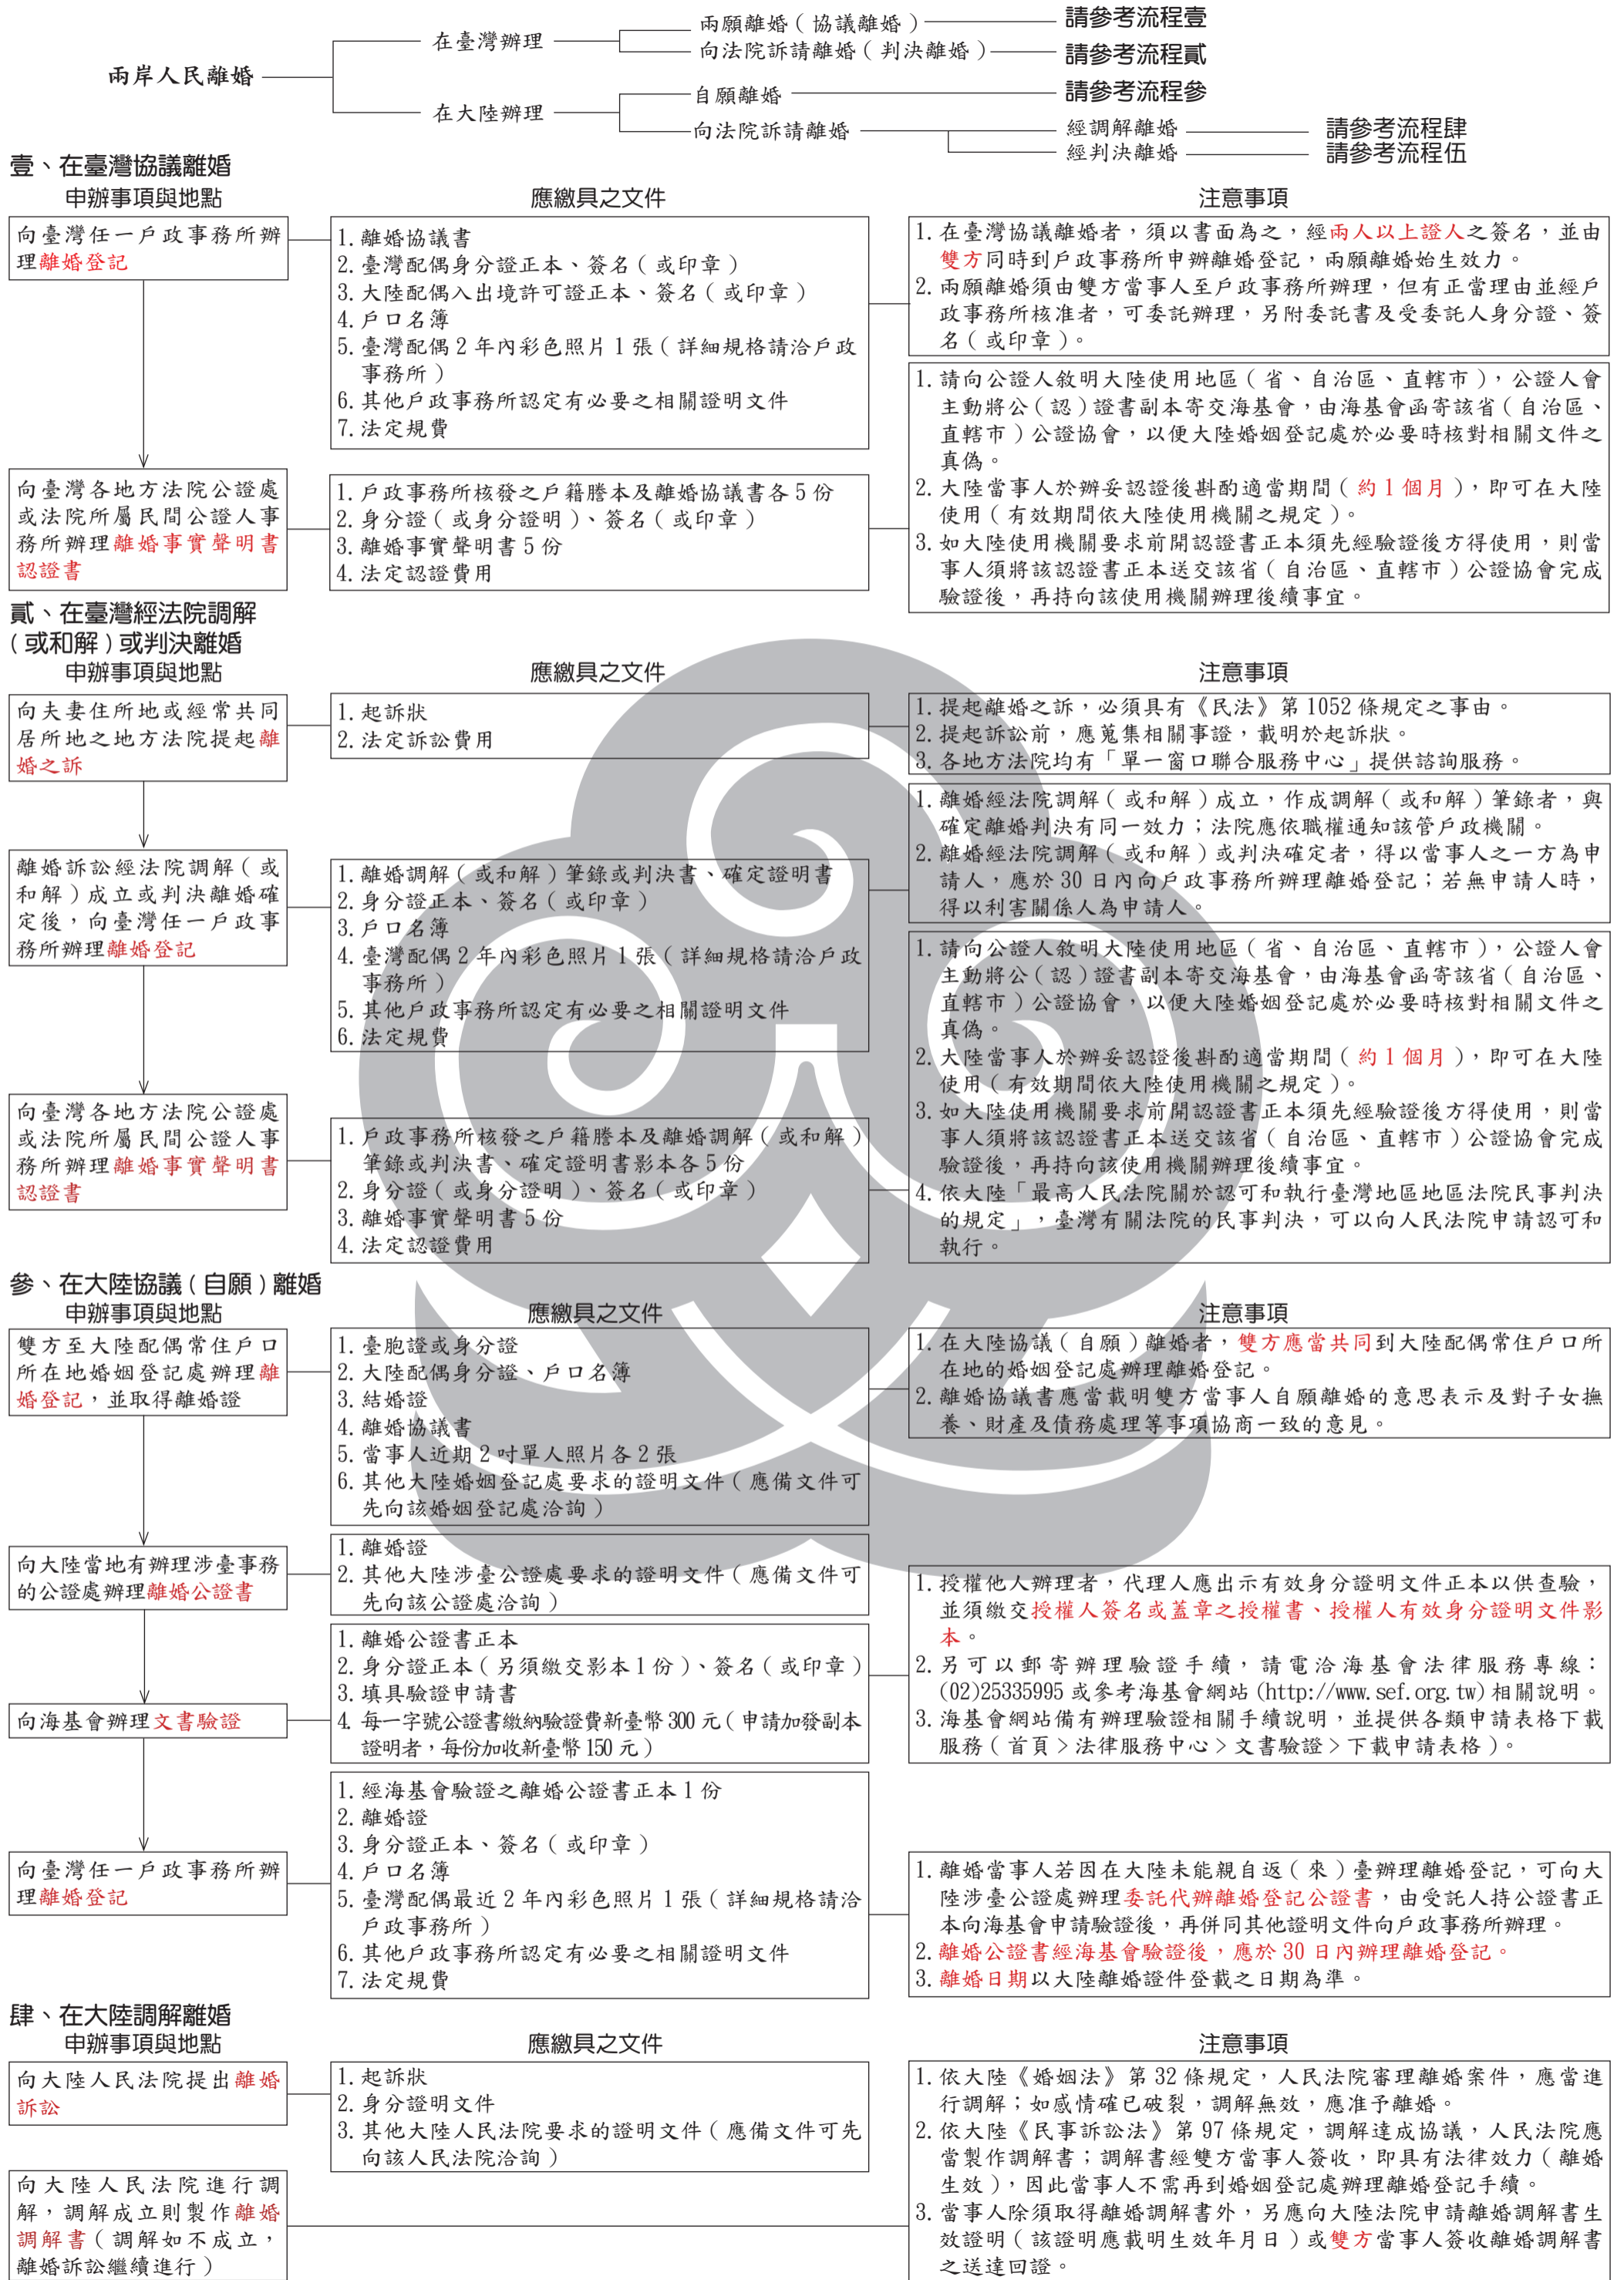 兩岸人民離婚
在臺灣辦理
兩願離婚(協議離婚)
請參考流程壹
向法院訴請離婚(判決離婚)
請參考流程貳
在大陸辦理
自願離婚
請參考流程參
向法院訴請離婚
經調解離婚
請參考流程肆
經判決離婚
請參考流程伍
壹、在臺灣協議離婚
申辦事項與地點
應繳具之文件
注意事項
向臺灣任一戶政事務所辦
理離婚登記
1. 離婚協議書
2. 臺灣配偶身分證正本、簽名(或印章)
3. 大陸配偶入出境許可證正本、簽名(或印章)
4. 戶口名簿
5. 臺灣配偶 2 年內彩色照片 1 張(詳細規格請洽戶政
事務所)
6. 其他戶政事務所認定有必要之相關證明文件
7. 法定規費
1. 在臺灣協議離婚者,須以書面為之,經兩人以上證人之簽名,並由
雙方同時到戶政事務所申辦離婚登記,兩願離婚始生效力。
2. 兩願離婚須由雙方當事人至戶政事務所辦理,但有正當理由並經戶
政事務所核准者,可委託辦理,另附委託書及受委託人身分證、簽
名(或印章)。
向臺灣各地方法院公證處
或法院所屬民間公證人事
務所辦理離婚事實聲明書
認證書
1. 戶政事務所核發之戶籍謄本及離婚協議書各 5 份
2. 身分證(或身分證明)、簽名(或印章)
3. 離婚事實聲明書 5 份
4. 法定認證費用
1. 請向公證人敘明大陸使用地區(省、自治區、直轄市),公證人會
主動將公(認)證書副本寄交海基會,由海基會函寄該省(自治區、
直轄市)公證協會,以便大陸婚姻登記處於必要時核對相關文件之
真偽。
2. 大陸當事人於辦妥認證後斟酌適當期間(約 1 個月),即可在大陸
使用(有效期間依大陸使用機關之規定)。
3. 如大陸使用機關要求前開認證書正本須先經驗證後方得使用,則當
事人須將該認證書正本送交該省(自治區、直轄市)公證協會完成
驗證後,再持向該使用機關辦理後續事宜。
貳、在臺灣經法院調解
(或和解)或判決離婚
申辦事項與地點
應繳具之文件
注意事項
向夫妻住所地或經常共同
居所地之地方法院提起離
婚之訴
1. 起訴狀
2. 法定訴訟費用
1. 提起離婚之訴,必須具有《民法》第 1052 條規定之事由。
2. 提起訴訟前,應蒐集相關事證,載明於起訴狀。
3. 各地方法院均有「單一窗口聯合服務中心」提供諮詢服務。
離婚訴訟經法院調解(或
和解)成立或判決離婚確
定後,向臺灣任一戶政事
務所辦理離婚登記
1. 離婚調解(或和解)筆錄或判決書、確定證明書
2. 身分證正本、簽名(或印章)
3. 戶口名簿
4. 臺灣配偶 2 年內彩色照片 1 張(詳細規格請洽戶政
事務所)
5. 其他戶政事務所認定有必要之相關證明文件
6. 法定規費
1. 離婚經法院調解(或和解)成立,作成調解(或和解)筆錄者,與
確定離婚判決有同一效力;法院應依職權通知該管戶政機關。
2. 離婚經法院調解(或和解)或判決確定者,得以當事人之一方為申
請人,應於 30 日內向戶政事務所辦理離婚登記;若無申請人時,
得以利害關係人為申請人。
向臺灣各地方法院公證處
或法院所屬民間公證人事
務所辦理離婚事實聲明書
認證書
1. 戶政事務所核發之戶籍謄本及離婚調解(或和解)
筆錄或判決書、確定證明書影本各 5 份
2. 身分證(或身分證明)、簽名(或印章)
3. 離婚事實聲明書 5 份
4. 法定認證費用
1. 請向公證人敘明大陸使用地區(省、自治區、直轄市),公證人會
主動將公(認)證書副本寄交海基會,由海基會函寄該省(自治區、
直轄市)公證協會,以便大陸婚姻登記處於必要時核對相關文件之
真偽。
2. 大陸當事人於辦妥認證後斟酌適當期間(約 1 個月),即可在大陸
使用(有效期間依大陸使用機關之規定)。
3. 如大陸使用機關要求前開認證書正本須先經驗證後方得使用,則當
事人須將該認證書正本送交該省(自治區、直轄市)公證協會完成
驗證後,再持向該使用機關辦理後續事宜。
4. 依大陸「最高人民法院關於認可和執行臺灣地區地區法院民事判決
的規定」,臺灣有關法院的民事判決,可以向人民法院申請認可和
執行。
參、在大陸協議(自願)離婚
申辦事項與地點
應繳具之文件
注意事項
雙方至大陸配偶常住戶口
所在地婚姻登記處辦理離
婚登記,並取得離婚證
1. 臺胞證或身分證
2. 大陸配偶身分證、戶口名簿
3. 結婚證
4. 離婚協議書
5. 當事人近期 2 吋單人照片各 2 張
6. 其他大陸婚姻登記處要求的證明文件(應備文件可
先向該婚姻登記處洽詢)
1. 在大陸協議(自願)離婚者,雙方應當共同到大陸配偶常住戶口所
在地的婚姻登記處辦理離婚登記。
2. 離婚協議書應當載明雙方當事人自願離婚的意思表示及對子女撫
養、財產及債務處理等事項協商一致的意見。
向大陸當地有辦理涉臺事務
的公證處辦理離婚公證書
1. 離婚證
2. 其他大陸涉臺公證處要求的證明文件(應備文件可
先向該公證處洽詢)
向海基會辦理文書驗證
1. 離婚公證書正本
2. 身分證正本(另須繳交影本 1 份)、簽名(或印章)
3. 填具驗證申請書
4. 每一字號公證書繳納驗證費新臺幣 300 元(申請加發副本
證明者,每份加收新臺幣 150 元)
1. 授權他人辦理者,代理人應出示有效身分證明文件正本以供查驗,
並須繳交授權人簽名或蓋章之授權書、授權人有效身分證明文件影
本。
2. 另可以郵寄辦理驗證手續,請電洽海基會法律服務專線:
(02)25335995 或參考海基會網站 (http://www.sef.org.tw) 相關說明。
3. 海基會網站備有辦理驗證相關手續說明,並提供各類申請表格下載
服務(首頁 > 法律服務中心 > 文書驗證 > 下載申請表格)。
向臺灣任一戶政事務所辦
理離婚登記
1. 經海基會驗證之離婚公證書正本 1 份
2. 離婚證
3. 身分證正本、簽名(或印章)
4. 戶口名簿
5. 臺灣配偶最近 2 年內彩色照片 1 張(詳細規格請洽
戶政事務所)
6. 其他戶政事務所認定有必要之相關證明文件
7. 法定規費
1. 離婚當事人若因在大陸未能親自返(來)臺辦理離婚登記,可向大
陸涉臺公證處辦理委託代辦離婚登記公證書,由受託人持公證書正
本向海基會申請驗證後,再併同其他證明文件向戶政事務所辦理。
2. 離婚公證書經海基會驗證後,應於 30 日內辦理離婚登記。
3. 離婚日期以大陸離婚證件登載之日期為準。
肆、在大陸調解離婚
申辦事項與地點
應繳具之文件
注意事項
向大陸人民法院提出離婚
訴訟
1. 起訴狀
2. 身分證明文件
3. 其他大陸人民法院要求的證明文件(應備文件可先
向該人民法院洽詢)
向大陸人民法院進行調
解,調解成立則製作離婚
調解書(調解如不成立,
離婚訴訟繼續進行)
1. 依大陸《婚姻法》第 32 條規定,人民法院審理離婚案件,應當進
行調解;如感情確已破裂,調解無效,應准予離婚。
2. 依大陸《民事訴訟法》第 97 條規定,調解達成協議,人民法院應
當製作調解書;調解書經雙方當事人簽收,即具有法律效力(離婚
生效),因此當事人不需再到婚姻登記處辦理離婚登記手續。
3. 當事人除須取得離婚調解書外,另應向大陸法院申請離婚調解書生
效證明(該證明應載明生效年月日)或雙方當事人簽收離婚調解書
之送達回證。